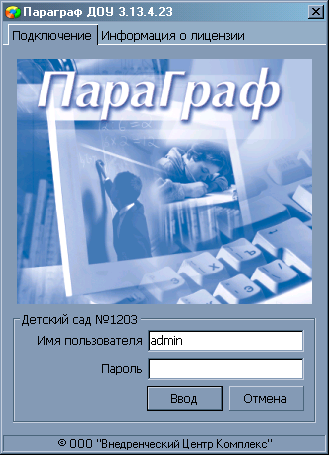 Параграф ДОУ 3.13.4.23
Подключение Информация о лицензии
ПараГраф
Детский сад №1203
Имя пользователя admin
Пароль
Ввод Отмена
© ООО "Внедренческий Центр Комплекс"